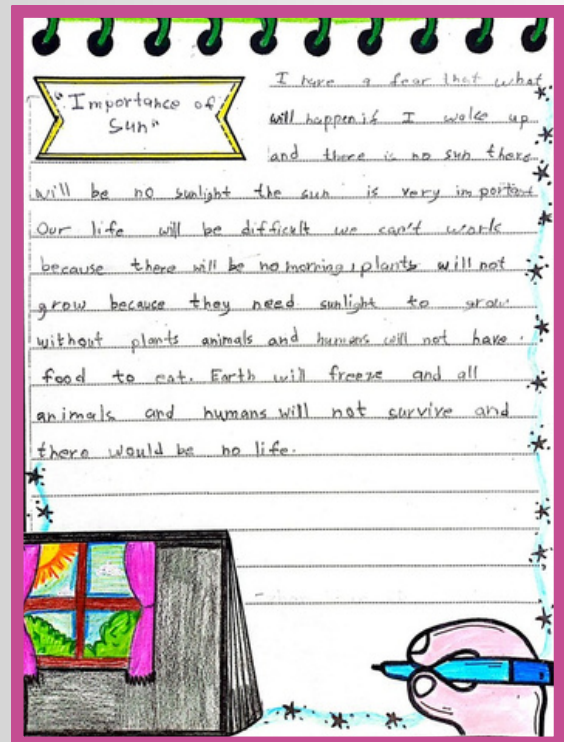 "Importance of
Sun"
I have a fear that what
will happen if I woke up
and there is no sun there
will be no sunlight the sun is very important
Our life will be difficult we can't work
because there will be no morning, plants will not
grow because they need sunlight to grow
without plants animals and humans will not have
food to eat. Earth will freeze and all
animals and humans will not survive and
there would be no life.